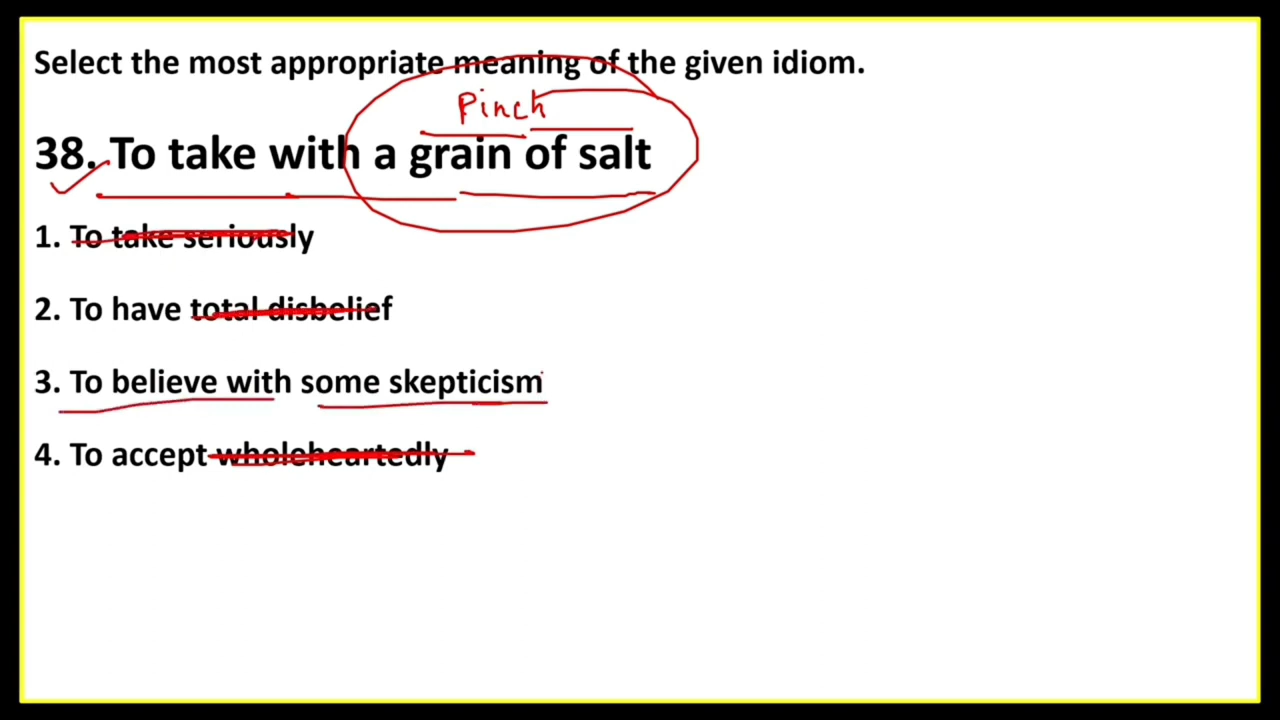 Select the most appropriate meaning of the given idiom.
Pinch
38. To take with a grain of salt
1. To take seriously
2. To have total disbelief
3. To believe with some skepticism
4. To accept wholeheartedly